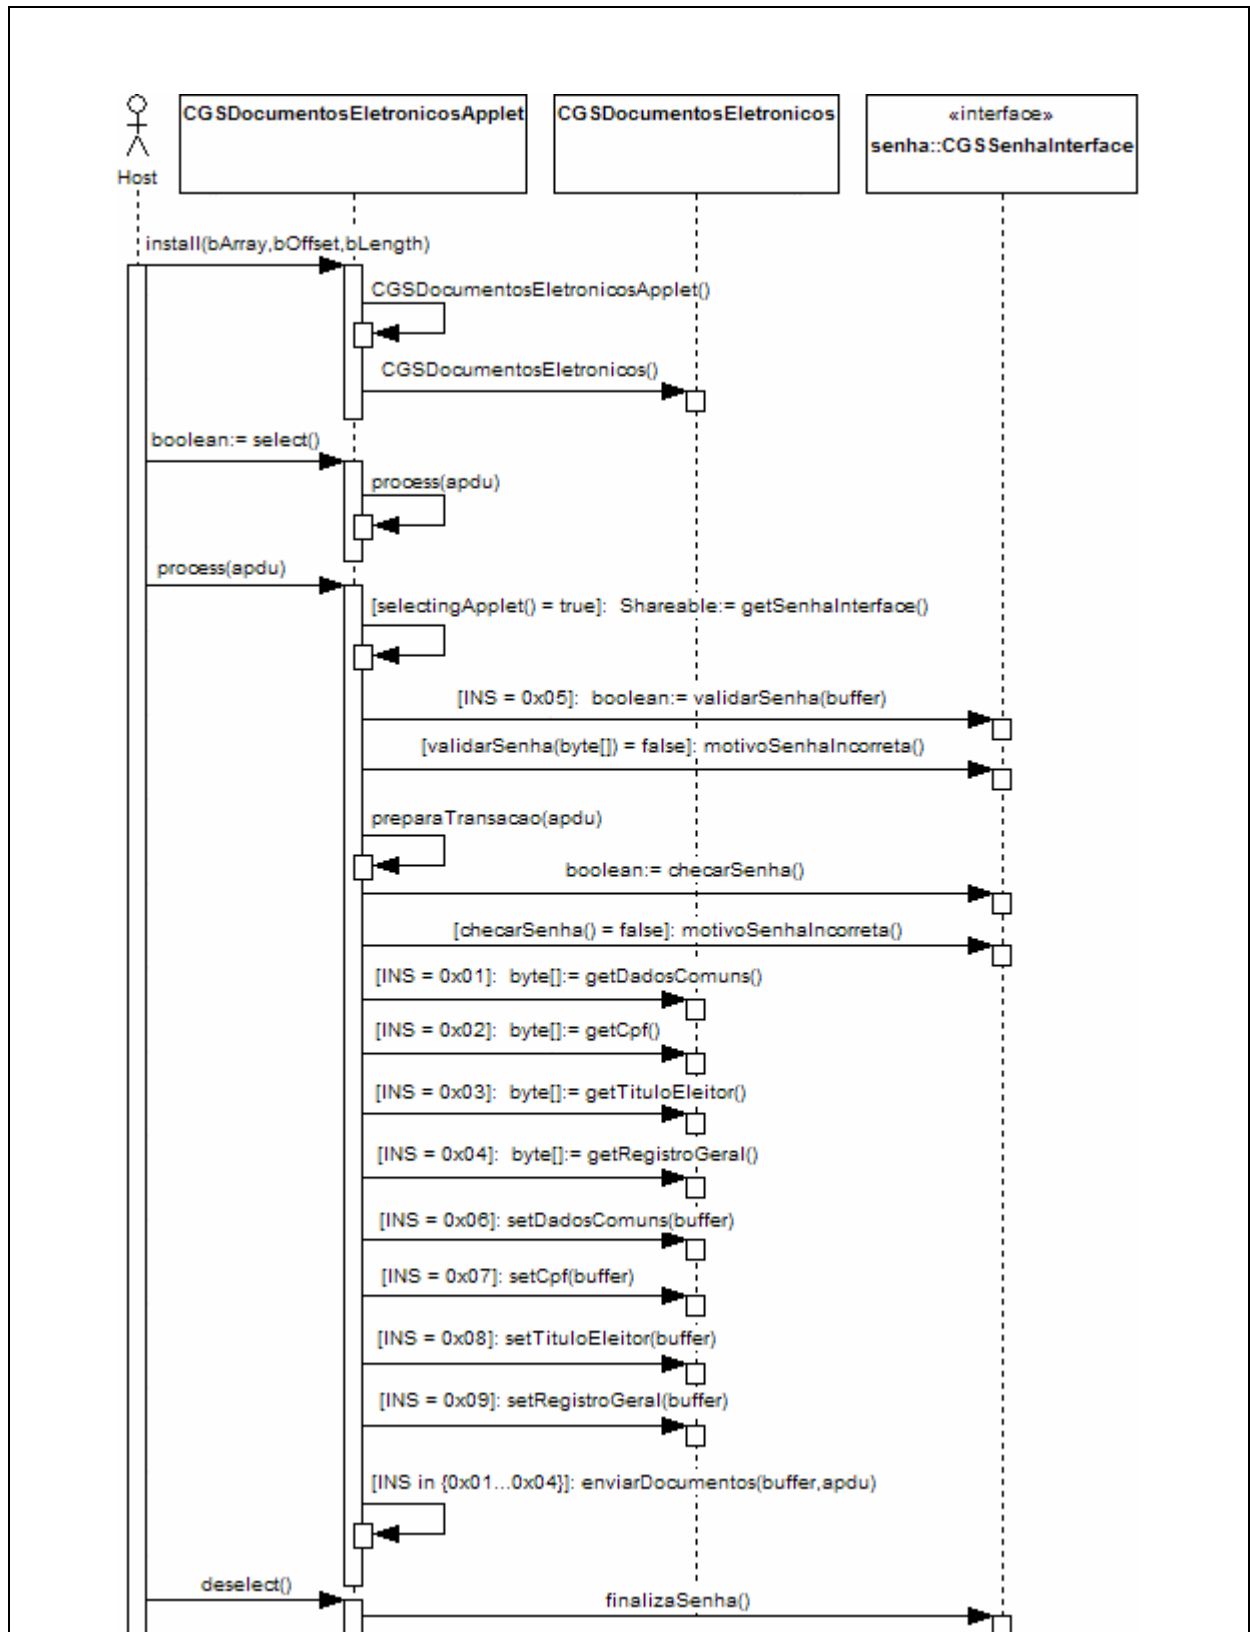 CGSDocumentosEletronicosApplet
CGSDocumentosEletronicos
«interface»
senha::CGSSenhaInterface
Host
install(bArray,bOffset,bLength)
CGSDocumentosEletronicosApplet()
CGSDocumentosEletronicos()
boolean:= select()
process(apdu)
process(apdu)
[selectingApplet() = true]: Shareable:= getSenhaInterface()
[INS = 0x05]: boolean:= validarSenha(buffer)
[validarSenha(byte[]) = false]: motivoSenhaIncorreta()
preparaTransacao(apdu)
boolean:= checarSenha()
[checarSenha() = false]: motivoSenhaIncorreta()
[INS = 0x01]: byte[]:= getDadosComuns()
[INS = 0x02]: byte[]:= getCpf()
[INS = 0x03]: byte[]:= getTituloEleitor()
[INS = 0x04]: byte[]:= getRegistroGeral()
[INS = 0x06]: setDadosComuns(buffer)
[INS = 0x07]: setCpf(buffer)
[INS = 0x08]: setTituloEleitor(buffer)
[INS = 0x09]: setRegistroGeral(buffer)
[INS in {0x01...0x04}]: enviarDocumentos(buffer,apdu)
deselect()
finalizaSenha()